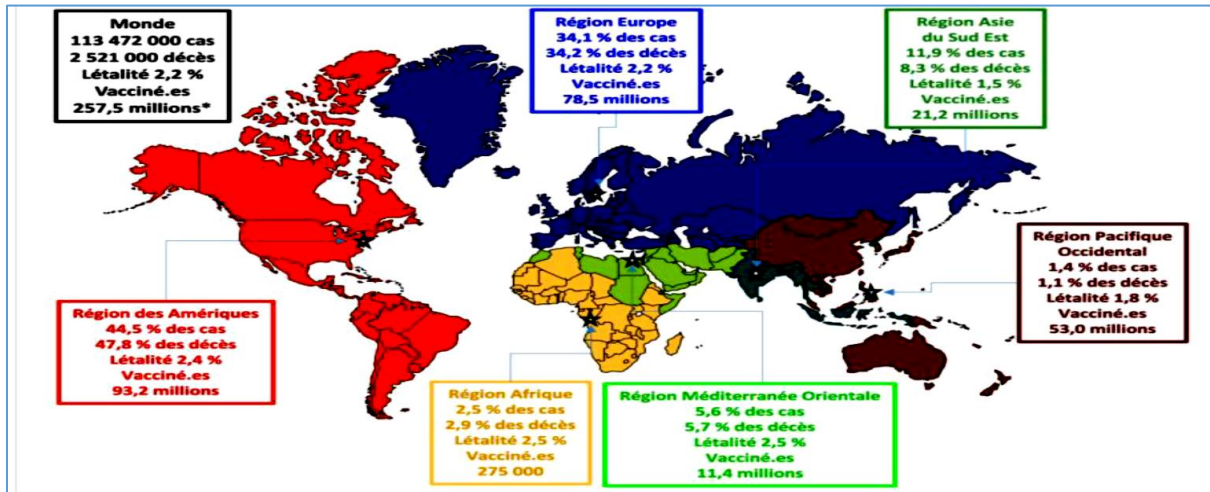 Monde
113 472 000 cas
2 521 000 décès
Létalité 2,2 %
Vacciné.es
257,5 millions*
Région Europe
34,1 % des cas
34,2 % des décès
Létalité 2,2 %
Vacciné.es
78,5 millions
Région Asie
du Sud Est
11,9 % des cas
8,3 % des décès
Létalité 1,5 %
Vacciné.es
21,2 millions
Région Pacifique
Occidental
1,4 % des cas
1,1 % des décès
Létalité 1,8 %
Vacciné.es
53,0 millions
Région des Amériques
44,5 % des cas
47,8 % des décès
Létalité 2,4 %
Vacciné.es
93,2 millions
Région Afrique
2,5 % des cas
2,9 % des décès
Létalité 2,5 %
Vacciné.es
275 000
Région Méditerranée Orientale
5,6 % des cas
5,7 % des décès
Létalité 2,5 %
Vacciné.es
11,4 millions